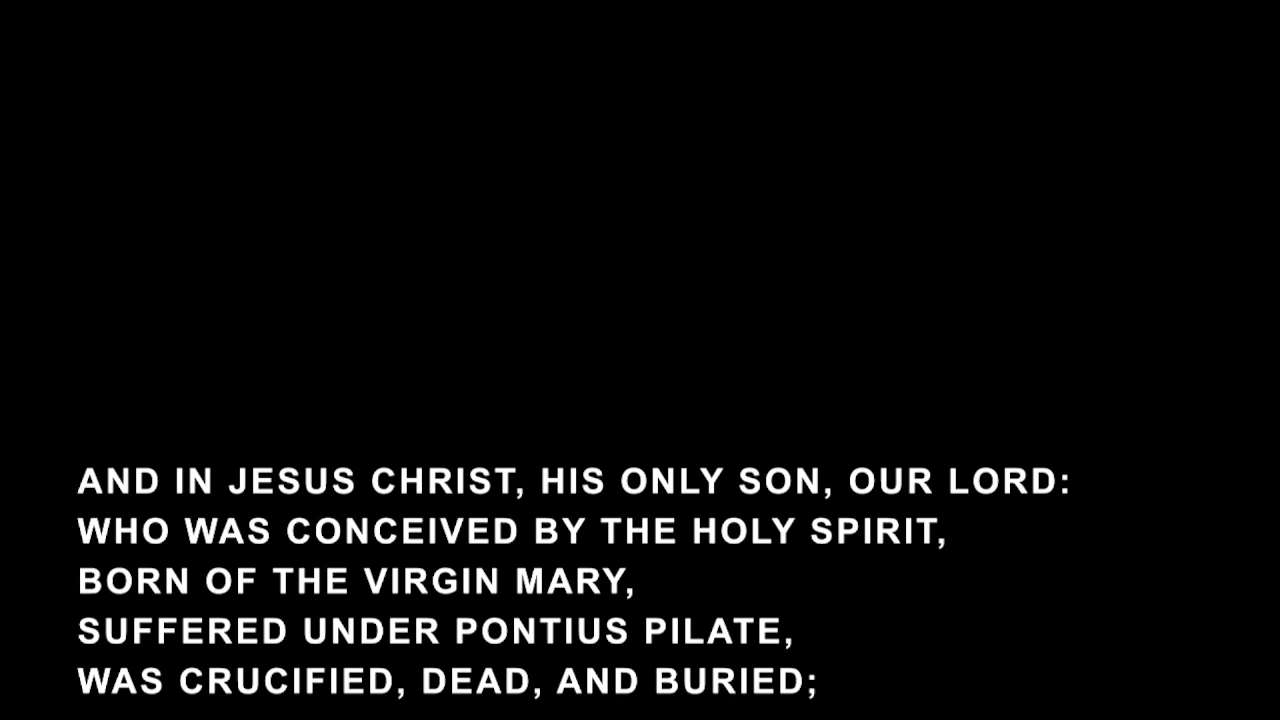 AND IN JESUS CHRIST, HIS ONLY SON, OUR LORD:
WHO WAS CONCEIVED BY THE HOLY SPIRIT,
BORN OF THE VIRGIN MARY,
SUFFERED UNDER PONTIUS PILATE,
WAS CRUCIFIED, DEAD, AND BURIED;